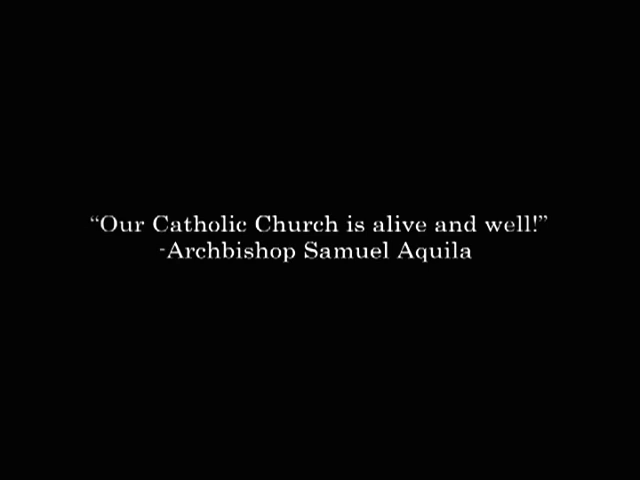 “Our Catholic Church is alive and well!”
-Archbishop Samuel Aquila